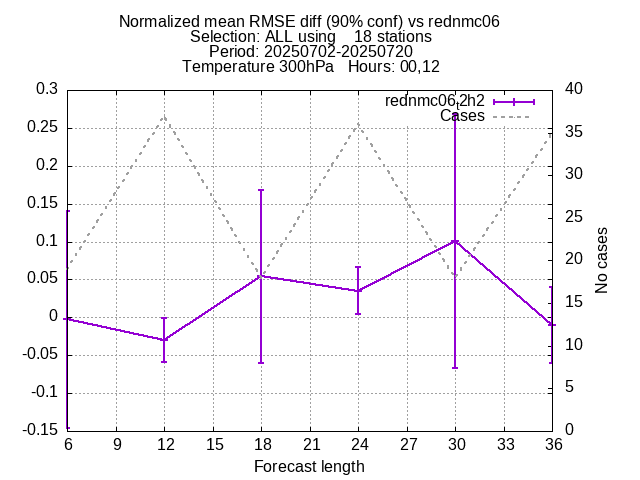 Normalized mean RMSE diff (90% conf) vs rednmc06
Selection: ALL using    18 stations
Period: 20250702-20250720
Temperature 300hPa   Hours: 00,12
rednmc06,2h2
Cases
0.3
0.25
0.2
0.15
0.1
0.05
0
-0.05
-0.1
-0.15
40
35
30
25
20
15
10
5
0
No cases
6 9 12 15 18 21 24 27 30 33 36
Forecast length